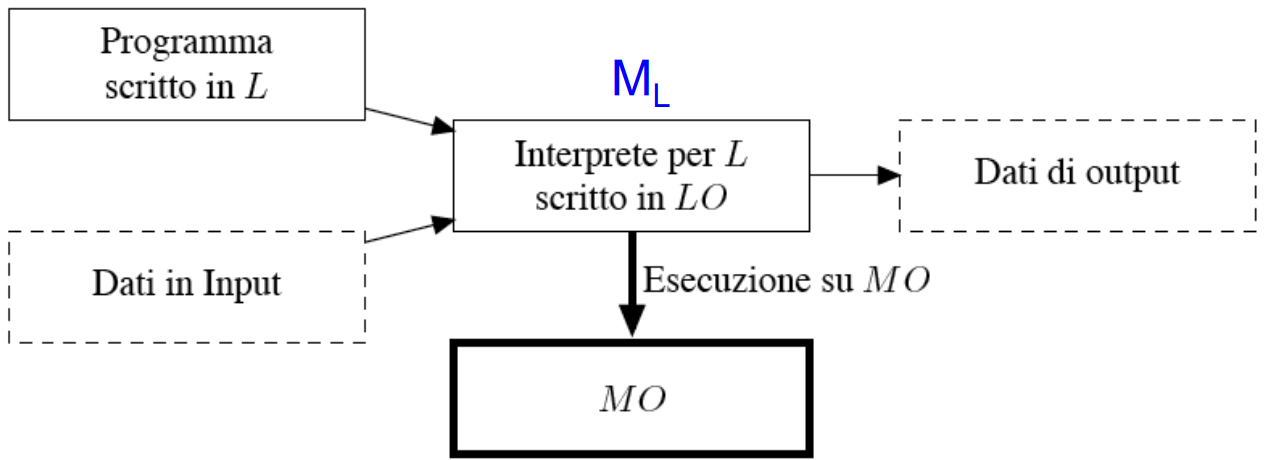 Programma
scritto in L
M_L
Interprete per L
scritto in LO
Dati di output
Dati in Input
Esecuzione su MO
MO